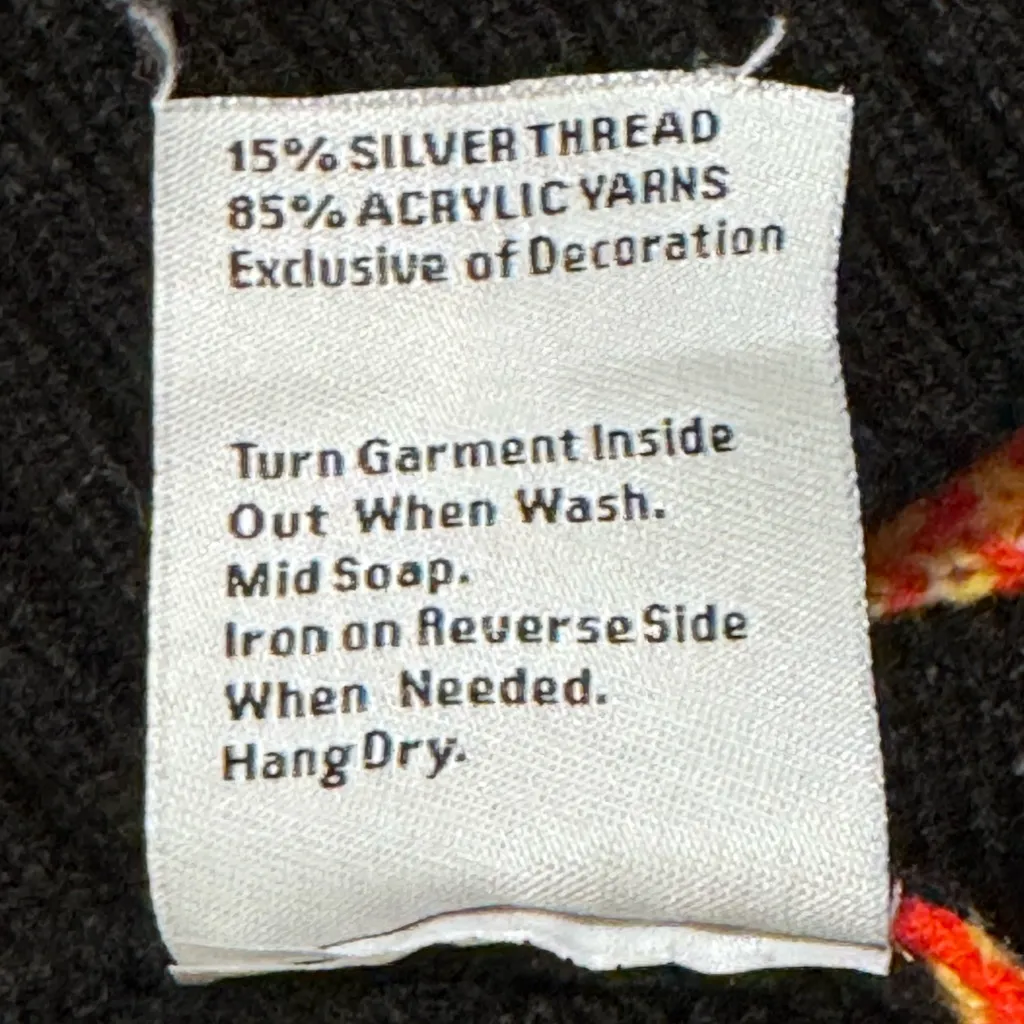 15% SILVER THREAD
85% ACRYLIC YARNS
Exclusive of Decoration
Turn Garment Inside
Out When Wash.
Mid Soap.
Iron on Reverse Side
When Needed.
Hang Dry.